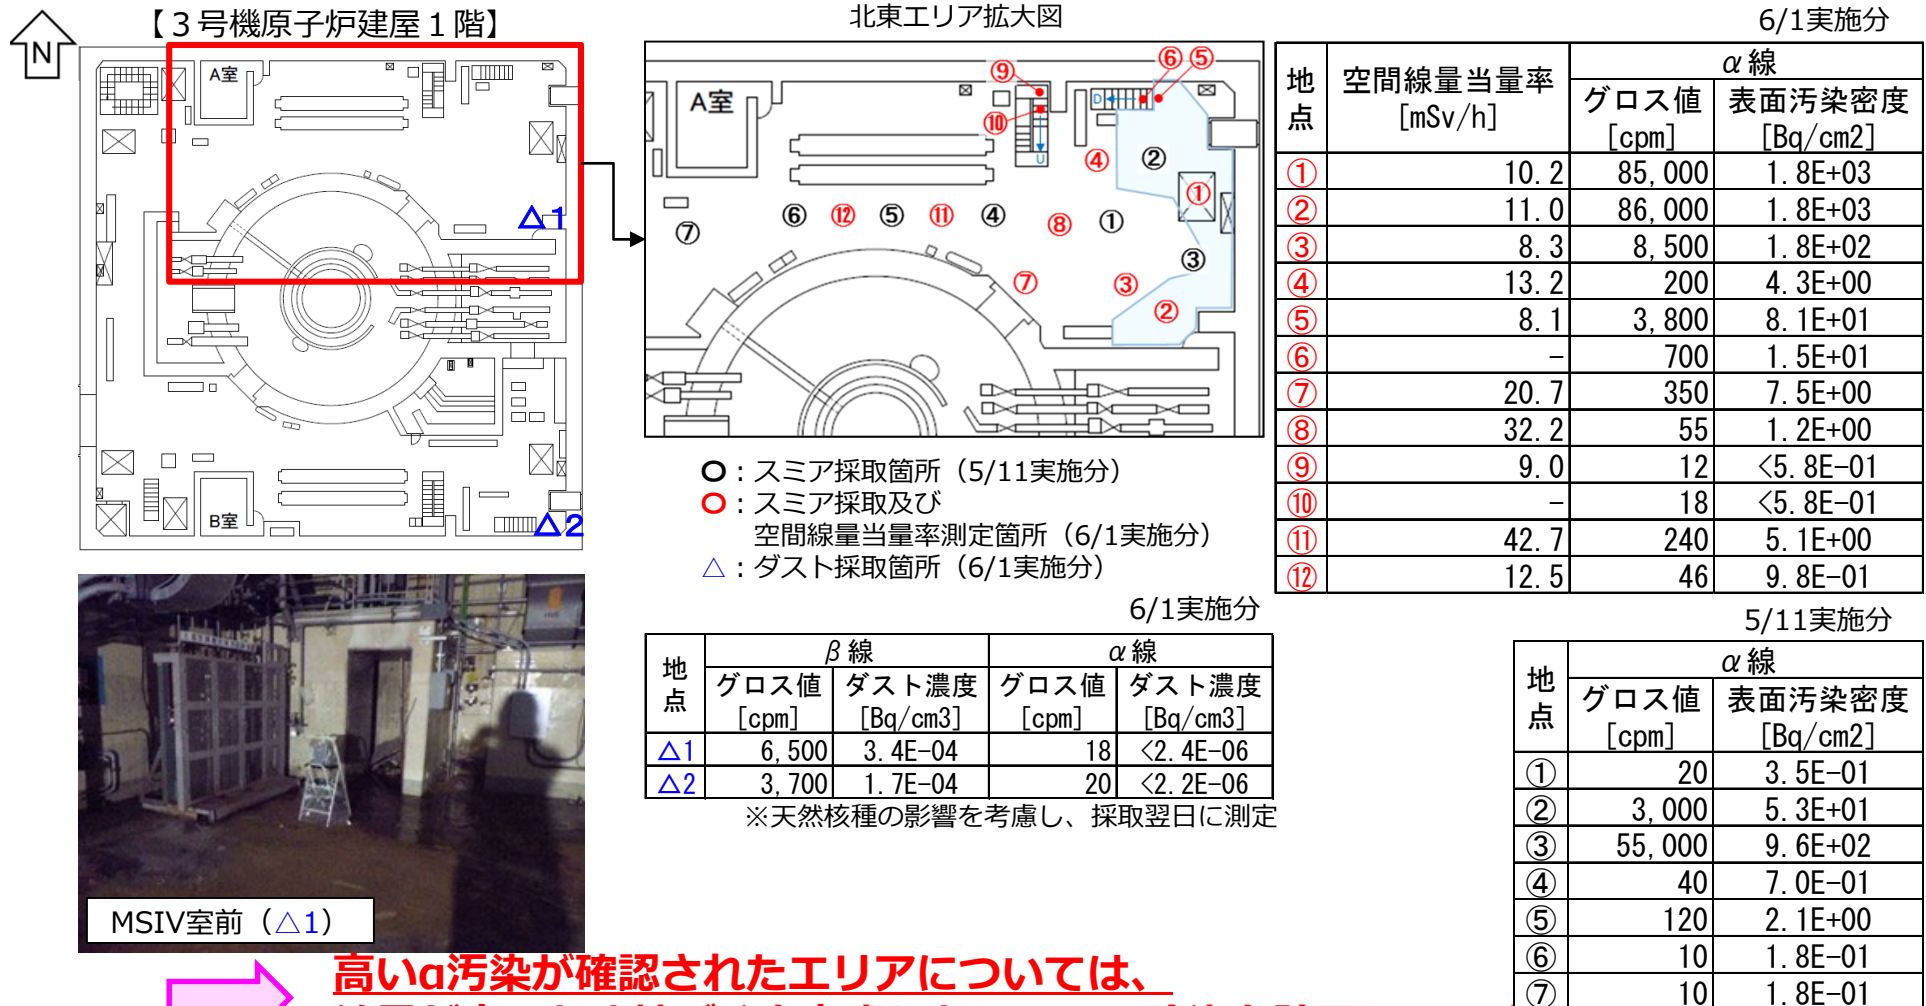 N
【３号機原子炉建屋１階】
A室
△1
B室
△2
北東エリア拡大図
A室
⑨
⑩
⑥
⑤
D
U
④
②
①
⑦
⑥
⑫
⑤
⑪
④
⑧
①
③
⑦
③
②
○：スミア採取箇所（5/11実施分）
○：スミア採取及び
空間線量当量率測定箇所（6/1実施分）
△：ダスト採取箇所（6/1実施分）
6/1実施分
地点 空間線量当量率 [mSv/h] α線
グロス値 [cpm] 表面汚染密度 [Bq/cm2]
① 10.2 85,000 1.8E+03
② 11.0 86,000 1.8E+03
③ 8.3 8,500 1.8E+02
④ 13.2 200 4.3E+00
⑤ 8.1 3,800 8.1E+01
⑥ − 700 1.5E+01
⑦ 20.7 350 7.5E+00
⑧ 32.2 55 1.2E+00
⑨ 9.0 12 <5.8E−01
⑩ − 18 <5.8E−01
⑪ 42.7 240 5.1E+00
⑫ 12.5 46 9.8E−01
6/1実施分
地点 β線 α線
グロス値 [cpm] ダスト濃度 [Bq/cm3] グロス値 [cpm] ダスト濃度 [Bq/cm3]
△1 6,500 3.4E−04 18 <2.4E−06
△2 3,700 1.7E−04 20 <2.2E−06
※天然核種の影響を考慮し、採取翌日に測定
5/11実施分
地点 α線
グロス値 [cpm] 表面汚染密度 [Bq/cm2]
① 20 3.5E−01
② 3,000 5.3E+01
③ 55,000 9.6E+02
④ 40 7.0E−01
⑤ 120 2.1E+00
⑥ 10 1.8E−01
⑦ 10 1.8E−01
MSIV室前（△1）
高いα汚染が確認されたエリアについては、